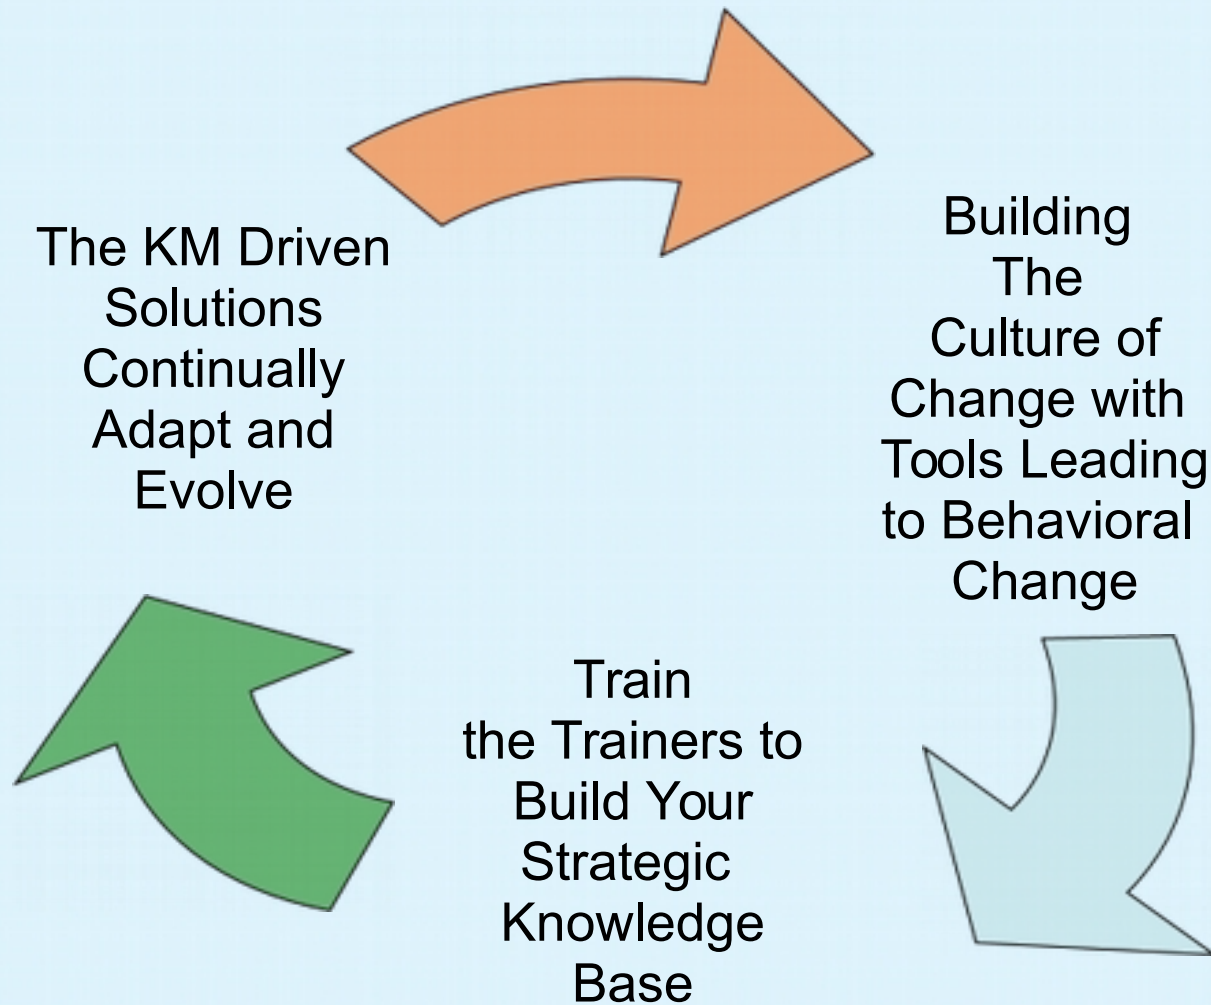 The KM Driven
Solutions
Continually
Adapt and
Evolve
Building
The
Culture of
Change with
Tools Leading
to Behavioral
Change
Train
the Trainers to
Build Your
Strategic
Knowledge
Base